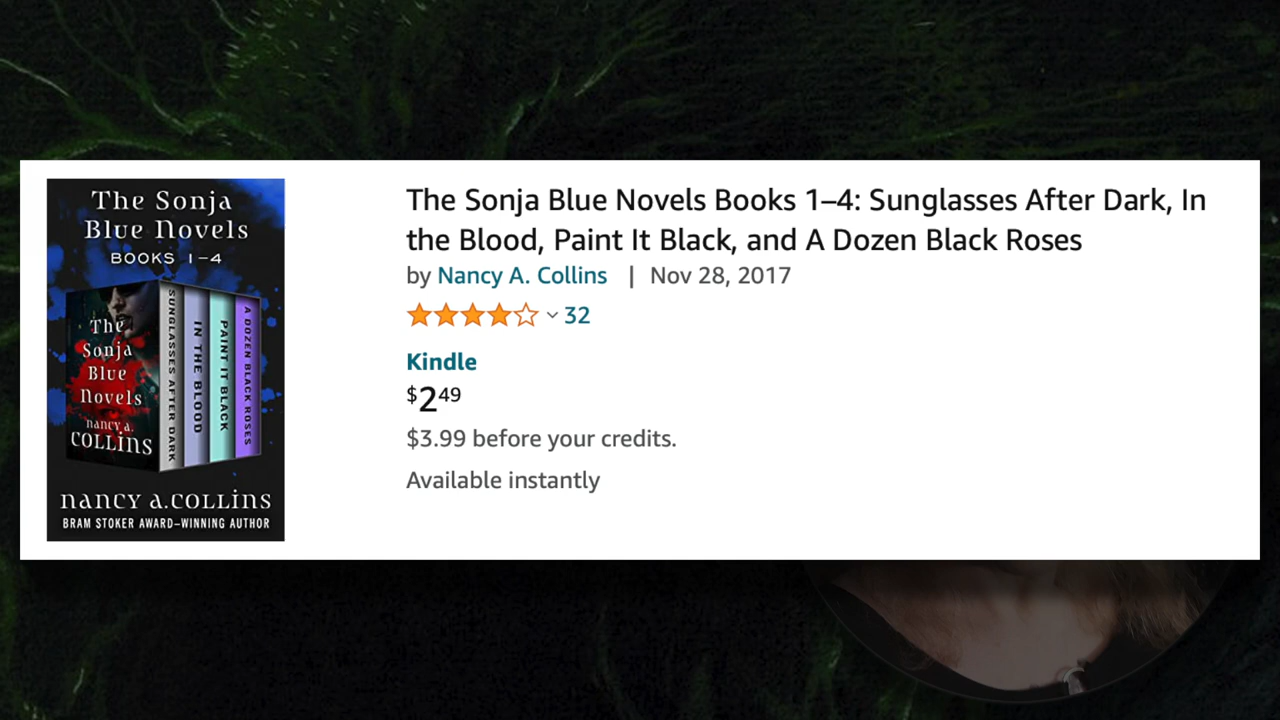 The Sonja
Blue Novels
BOOKS 1–4
The
Sonja
Blue
Novels
nancy a.
COLLINS
SUNGLASSES AFTER DARK
IN THE BLOOD
PAINT IT BLACK
A DOZEN BLACK ROSES
nancy a.COLLINS
BRAM STOKER AWARD–WINNING AUTHOR
The Sonja Blue Novels Books 1–4: Sunglasses After Dark, In
the Blood, Paint It Black, and A Dozen Black Roses
by Nancy A. Collins | Nov 28, 2017
32
Kindle
$249
$3.99 before your credits.
Available instantly